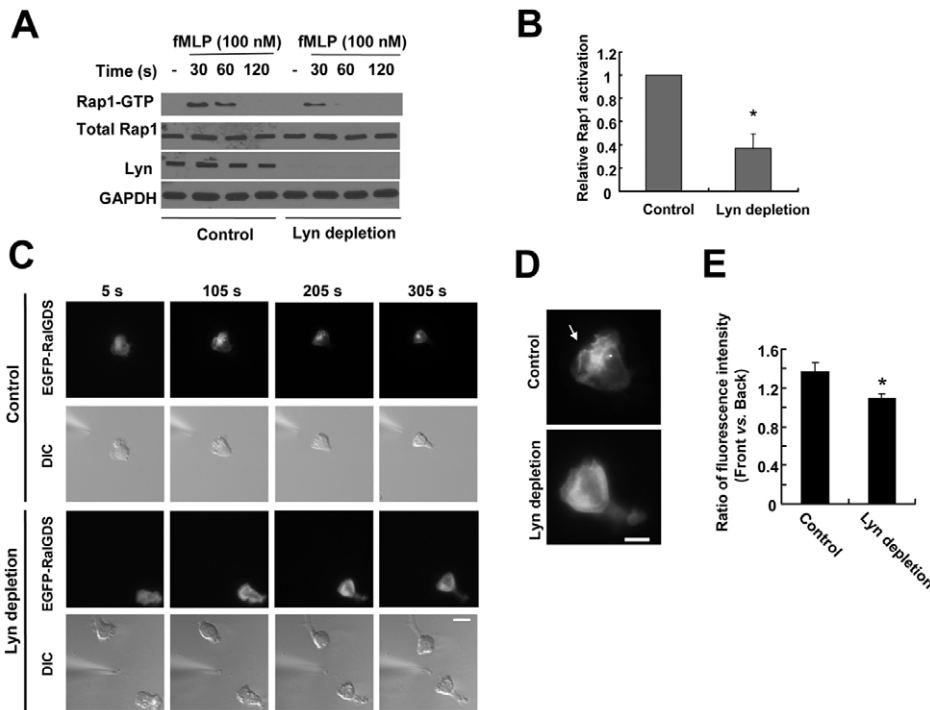 A
fMLP (100 nM) fMLP (100 nM)
Time (s) - 30 60 120 - 30 60 120
Rap1-GTP
Total Rap1
Lyn
GAPDH
Control Lyn depletion
B
Relative Rap1 activation
1.2
1
0.8
0.6
0.4
0.2
0
*
Control Lyn depletion
C
5 s 105 s 205 s 305 s
Control
EGFP-RalGDS
DIC
Lyn depletion
EGFP-RalGDS
DIC
D
Control
Lyn depletion
E
Ratio of fluorescence intensity
(Front vs. Back)
1.6
1.2
0.8
0.4
0
*
Control
Lyn depletion